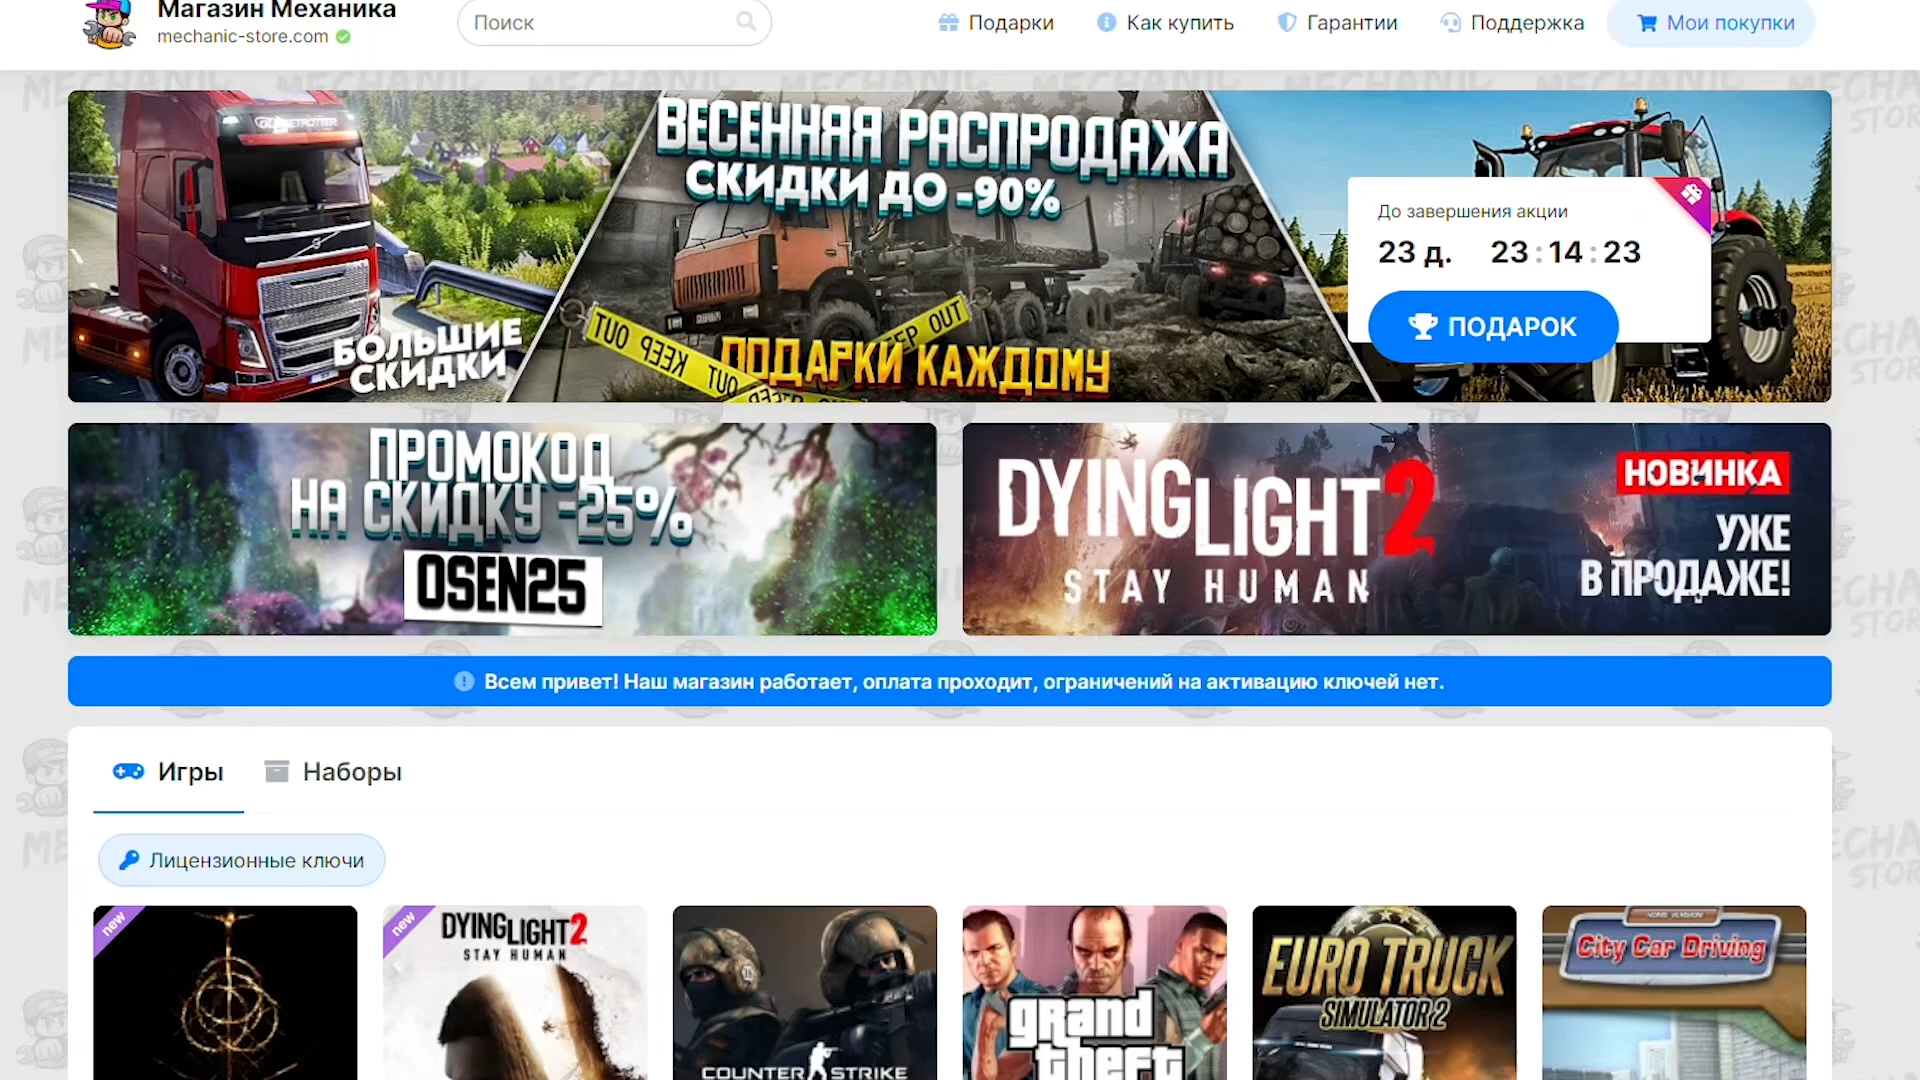 Магазин Механика
mechanic-store.com
Поиск
Подарки
Как купить
Гарантии
Поддержка
Мои покупки
ВЕСЕННЯЯ РАСПРОДАЖА
СКИДКИ ДО -90%
БОЛЬШИЕ
СКИДКИ
KEEP OUT
ПОДАРКИ КАЖДОМУ
До завершения акции
23 д. 23:14:23
ПОДАРОК
ПРОМОКОД
НА СКИДКУ -25%
OSEN25
DYING LIGHT 2
STAY HUMAN
НОВИНКА
УЖЕ
В ПРОДАЖЕ!
Всем привет! Наш магазин работает, оплата проходит, ограничений на активацию ключей нет.
Игры
Наборы
Лицензионные ключи
new
new
DYING LIGHT 2
STAY HUMAN
COUNTER STRIKE
grand
theft
EURO TRUCK
SIMULATOR 2
City Car Driving